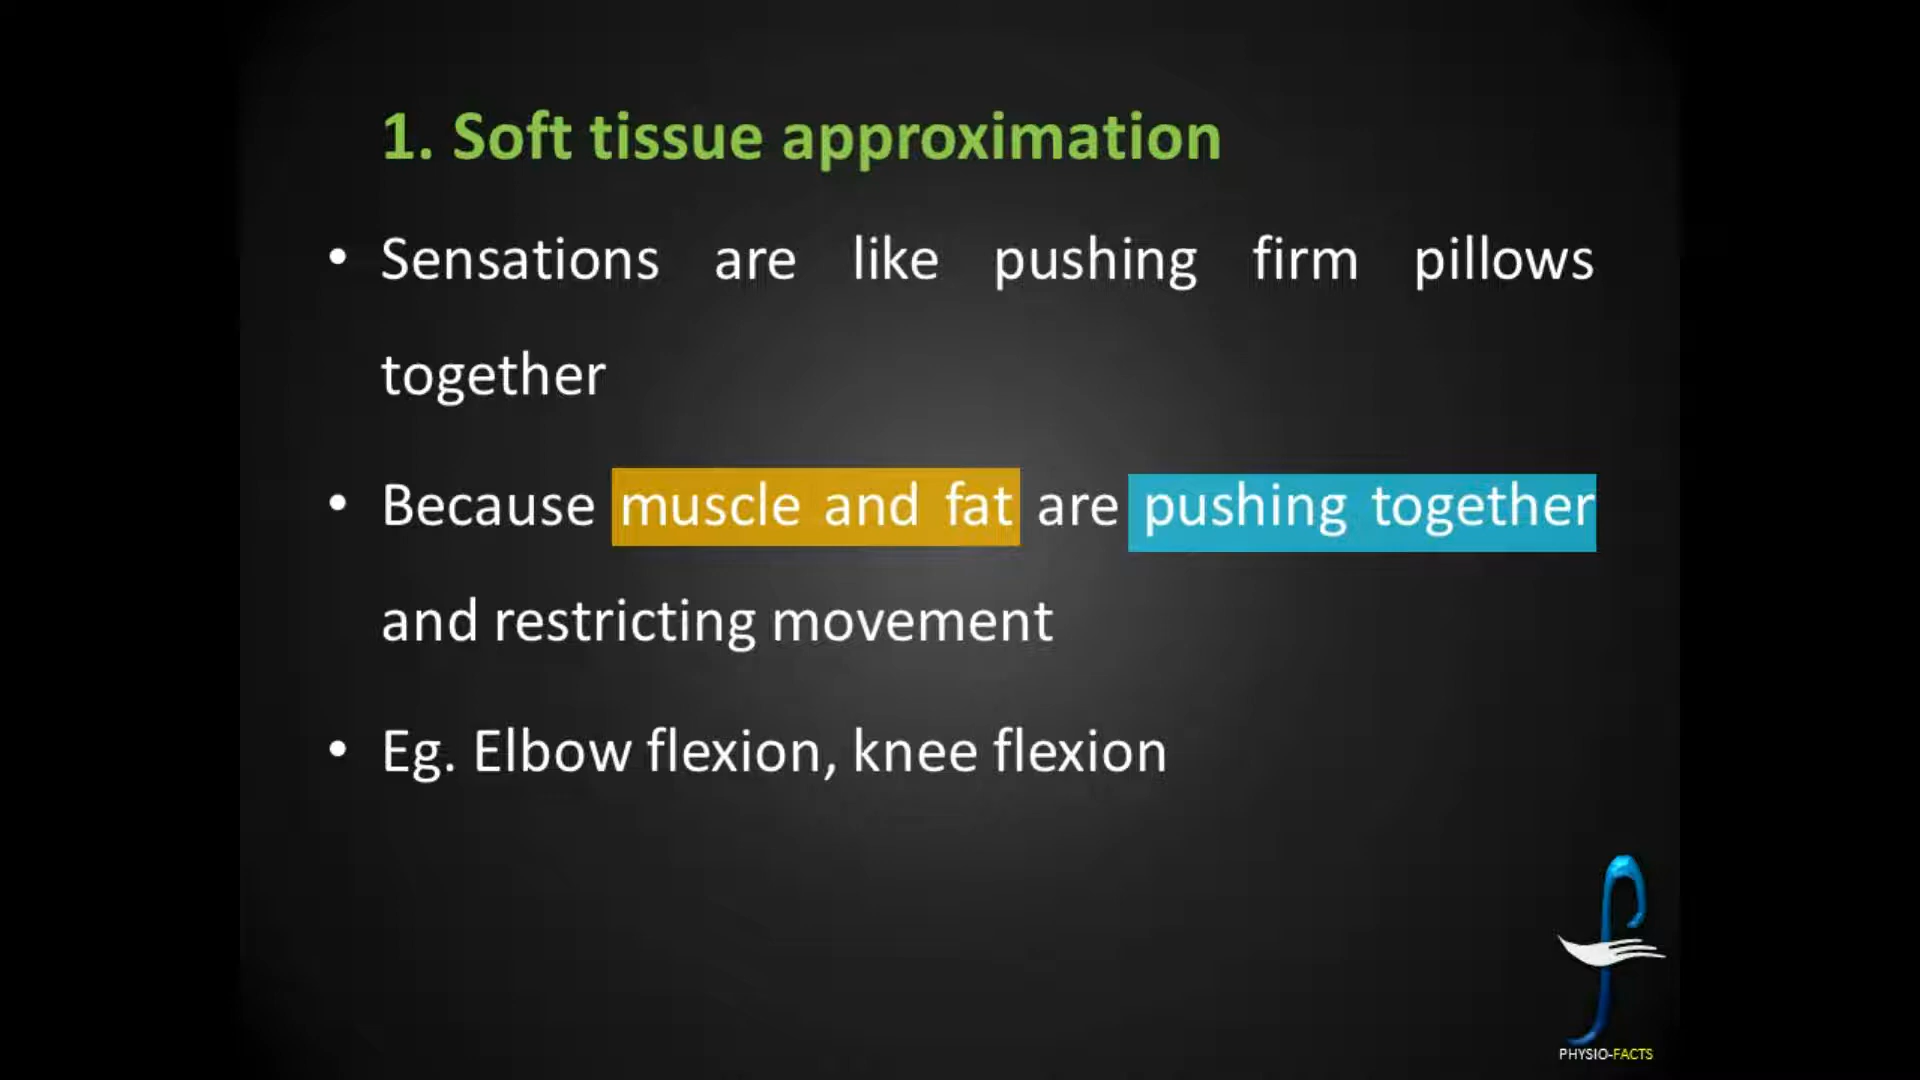 1. Soft tissue approximation
• Sensations are like pushing firm pillows
together
• Because muscle and fat are pushing together
and restricting movement
• Eg. Elbow flexion, knee flexion
PHYSIO-FACTS